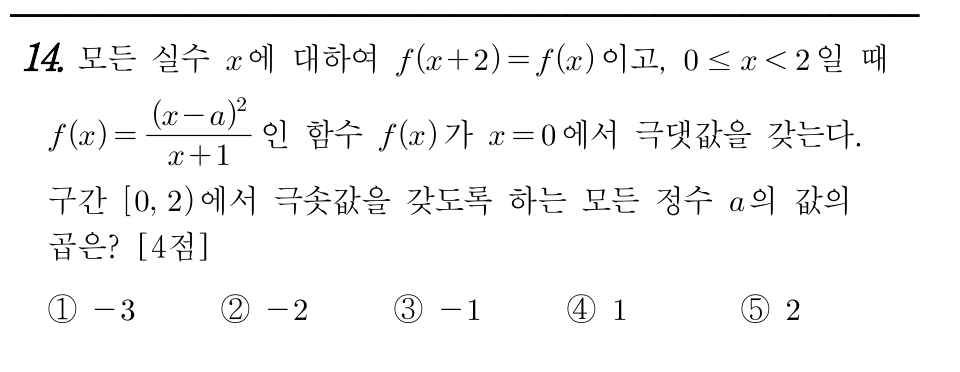 14. 모든 실수 x에 대하여 f(x+2)=f(x)이고, 0≤x<2일 때
f(x)=\frac{(x-a)^2}{x+1}인 함수 f(x)가 x=0에서 극댓값을 갖는다.
구간 [0, 2)에서 극솟값을 갖도록 하는 모든 정수 a의 값의
곱은? [4점]
① -3 ② -2 ③ -1 ④ 1 ⑤ 2